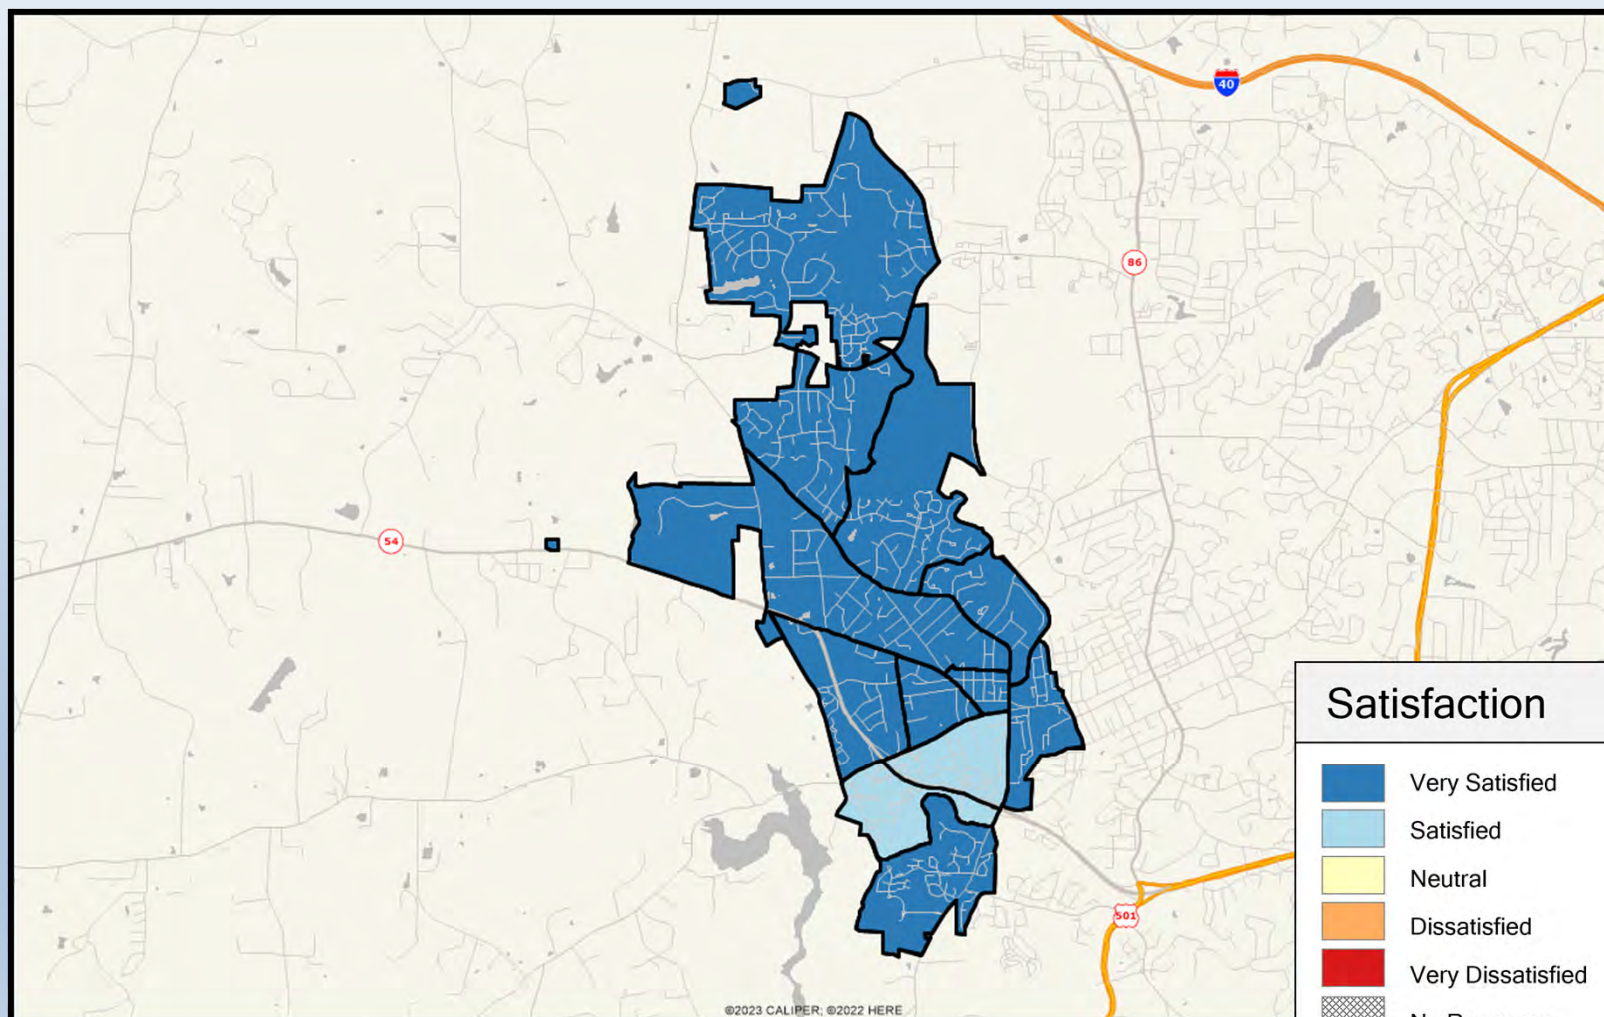 40
86
54
Satisfaction
Very Satisfied
Satisfied
Neutral
Dissatisfied
501
Very Dissatisfied
©2023 CALIPER; ©2022 HERE